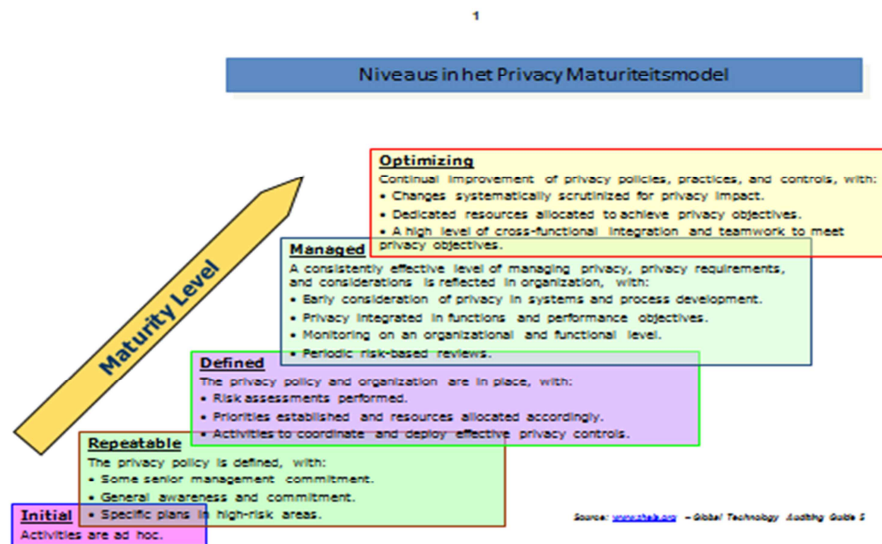 1
Niveaus in het Privacy Maturiteitsmodel
Optimizing
Continual improvement of privacy policies, practices, and controls, with:
• Changes systematically scrutinized for privacy impact.
• Dedicated resources allocated to achieve privacy objectives.
• A high level of cross-functional integration and teamwork to meet
privacy objectives.
Managed
A consistently effective level of managing privacy, privacy requirements,
and considerations is reflected in organization, with:
• Early consideration of privacy in systems and process development.
• Privacy integrated in functions and performance objectives.
• Monitoring on an organizational and functional level.
• Periodic risk-based reviews.
Maturity Level
Defined
The privacy policy and organization are in place, with:
• Risk assessments performed.
• Priorities established and resources allocated accordingly.
• Activities to coordinate and deploy effective privacy controls.
Repeatable
The privacy policy is defined, with:
• Some senior management commitment.
• General awareness and commitment.
• Specific plans in high-risk areas.
Initial
Activities are ad hoc.
Source: www.theiia.org – Global Technology Auditing Guide 5